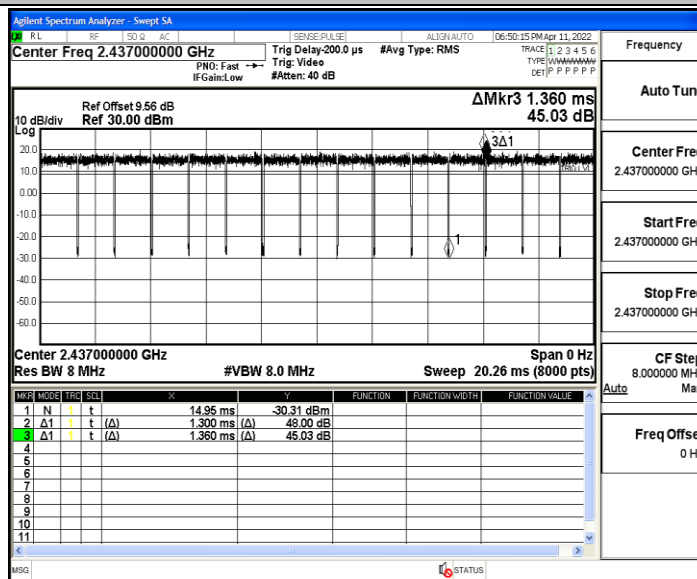 Agilent Spectrum Analyzer - Swept SA
RL RF 50 Ω AC SENSE:PULSE ALIGN AUTO 06:50:15 PM Apr 11, 2022
Center Freq 2.437000000 GHz
PNO: Fast
IFGain:Low
Trig Delay-200.0 µs
Trig: Video
#Atten: 40 dB
#Avg Type: RMS
TRACE 1 2 3 4 5 6
TYPE
DET P P P P P P
ΔMkr3 1.360 ms
45.03 dB
Ref Offset 9.56 dB
10 dB/div Ref 30.00 dBm
Log
3Δ1
20.0
TRIG LVL
10.0
0.00
-10.0
-20.0
1
-30.0
-40.0
-50.0
-60.0
Center 2.437000000 GHz Span 0 Hz
Res BW 8 MHz #VBW 8.0 MHz Sweep 20.26 ms (8000 pts)
MKR MODE TRC SCL X Y FUNCTION FUNCTION WIDTH FUNCTION VALUE
1 N 1 t 14.95 ms -30.31 dBm
2 Δ1 1 t (Δ) 1.300 ms (Δ) 48.00 dB
3 Δ1 1 t (Δ) 1.360 ms (Δ) 45.03 dB
4
5
6
7
8
9
10
11
MSG STATUS
Frequency
Auto Tun
Center Fre
2.437000000 GH
Start Fre
2.437000000 GH
Stop Fre
2.437000000 GH
CF Ste
8.000000 MH
Auto Ma
Freq Offse
0 H